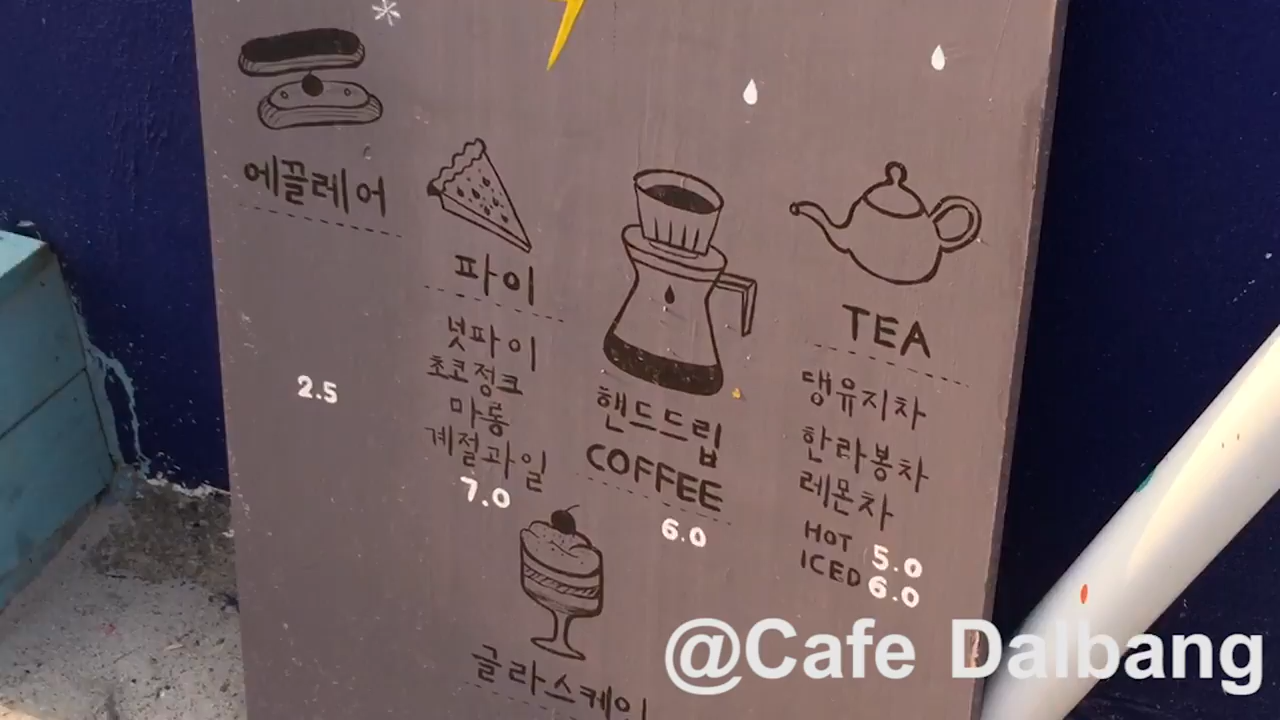 에끌레어
2.5
파이
넛파이
초코정크
마롱
계절과일
7.0
핸드드립
COFFEE
6.0
TEA
댕유지차
한라봉차
레몬차
HOT 5.0
ICED 6.0
글라스케이
@Cafe Dalbang